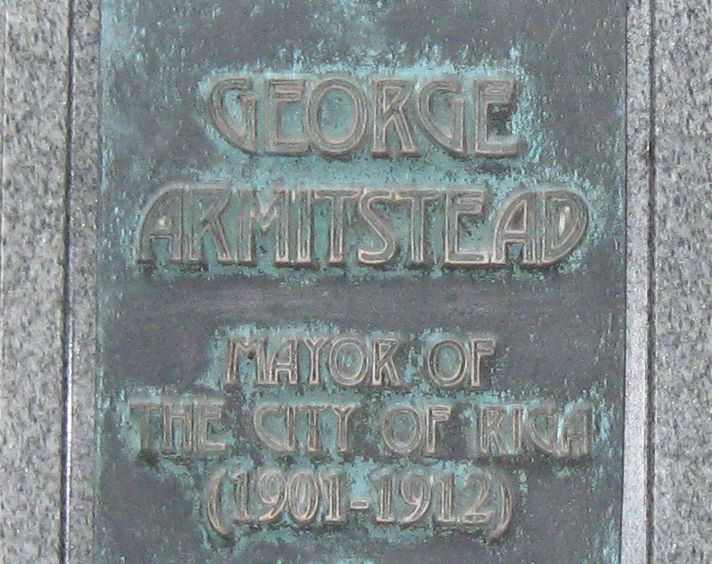 GEORGE
ARMITSTEAD
MAYOR OF
THE CITY OF RIGA
(1901-1912)